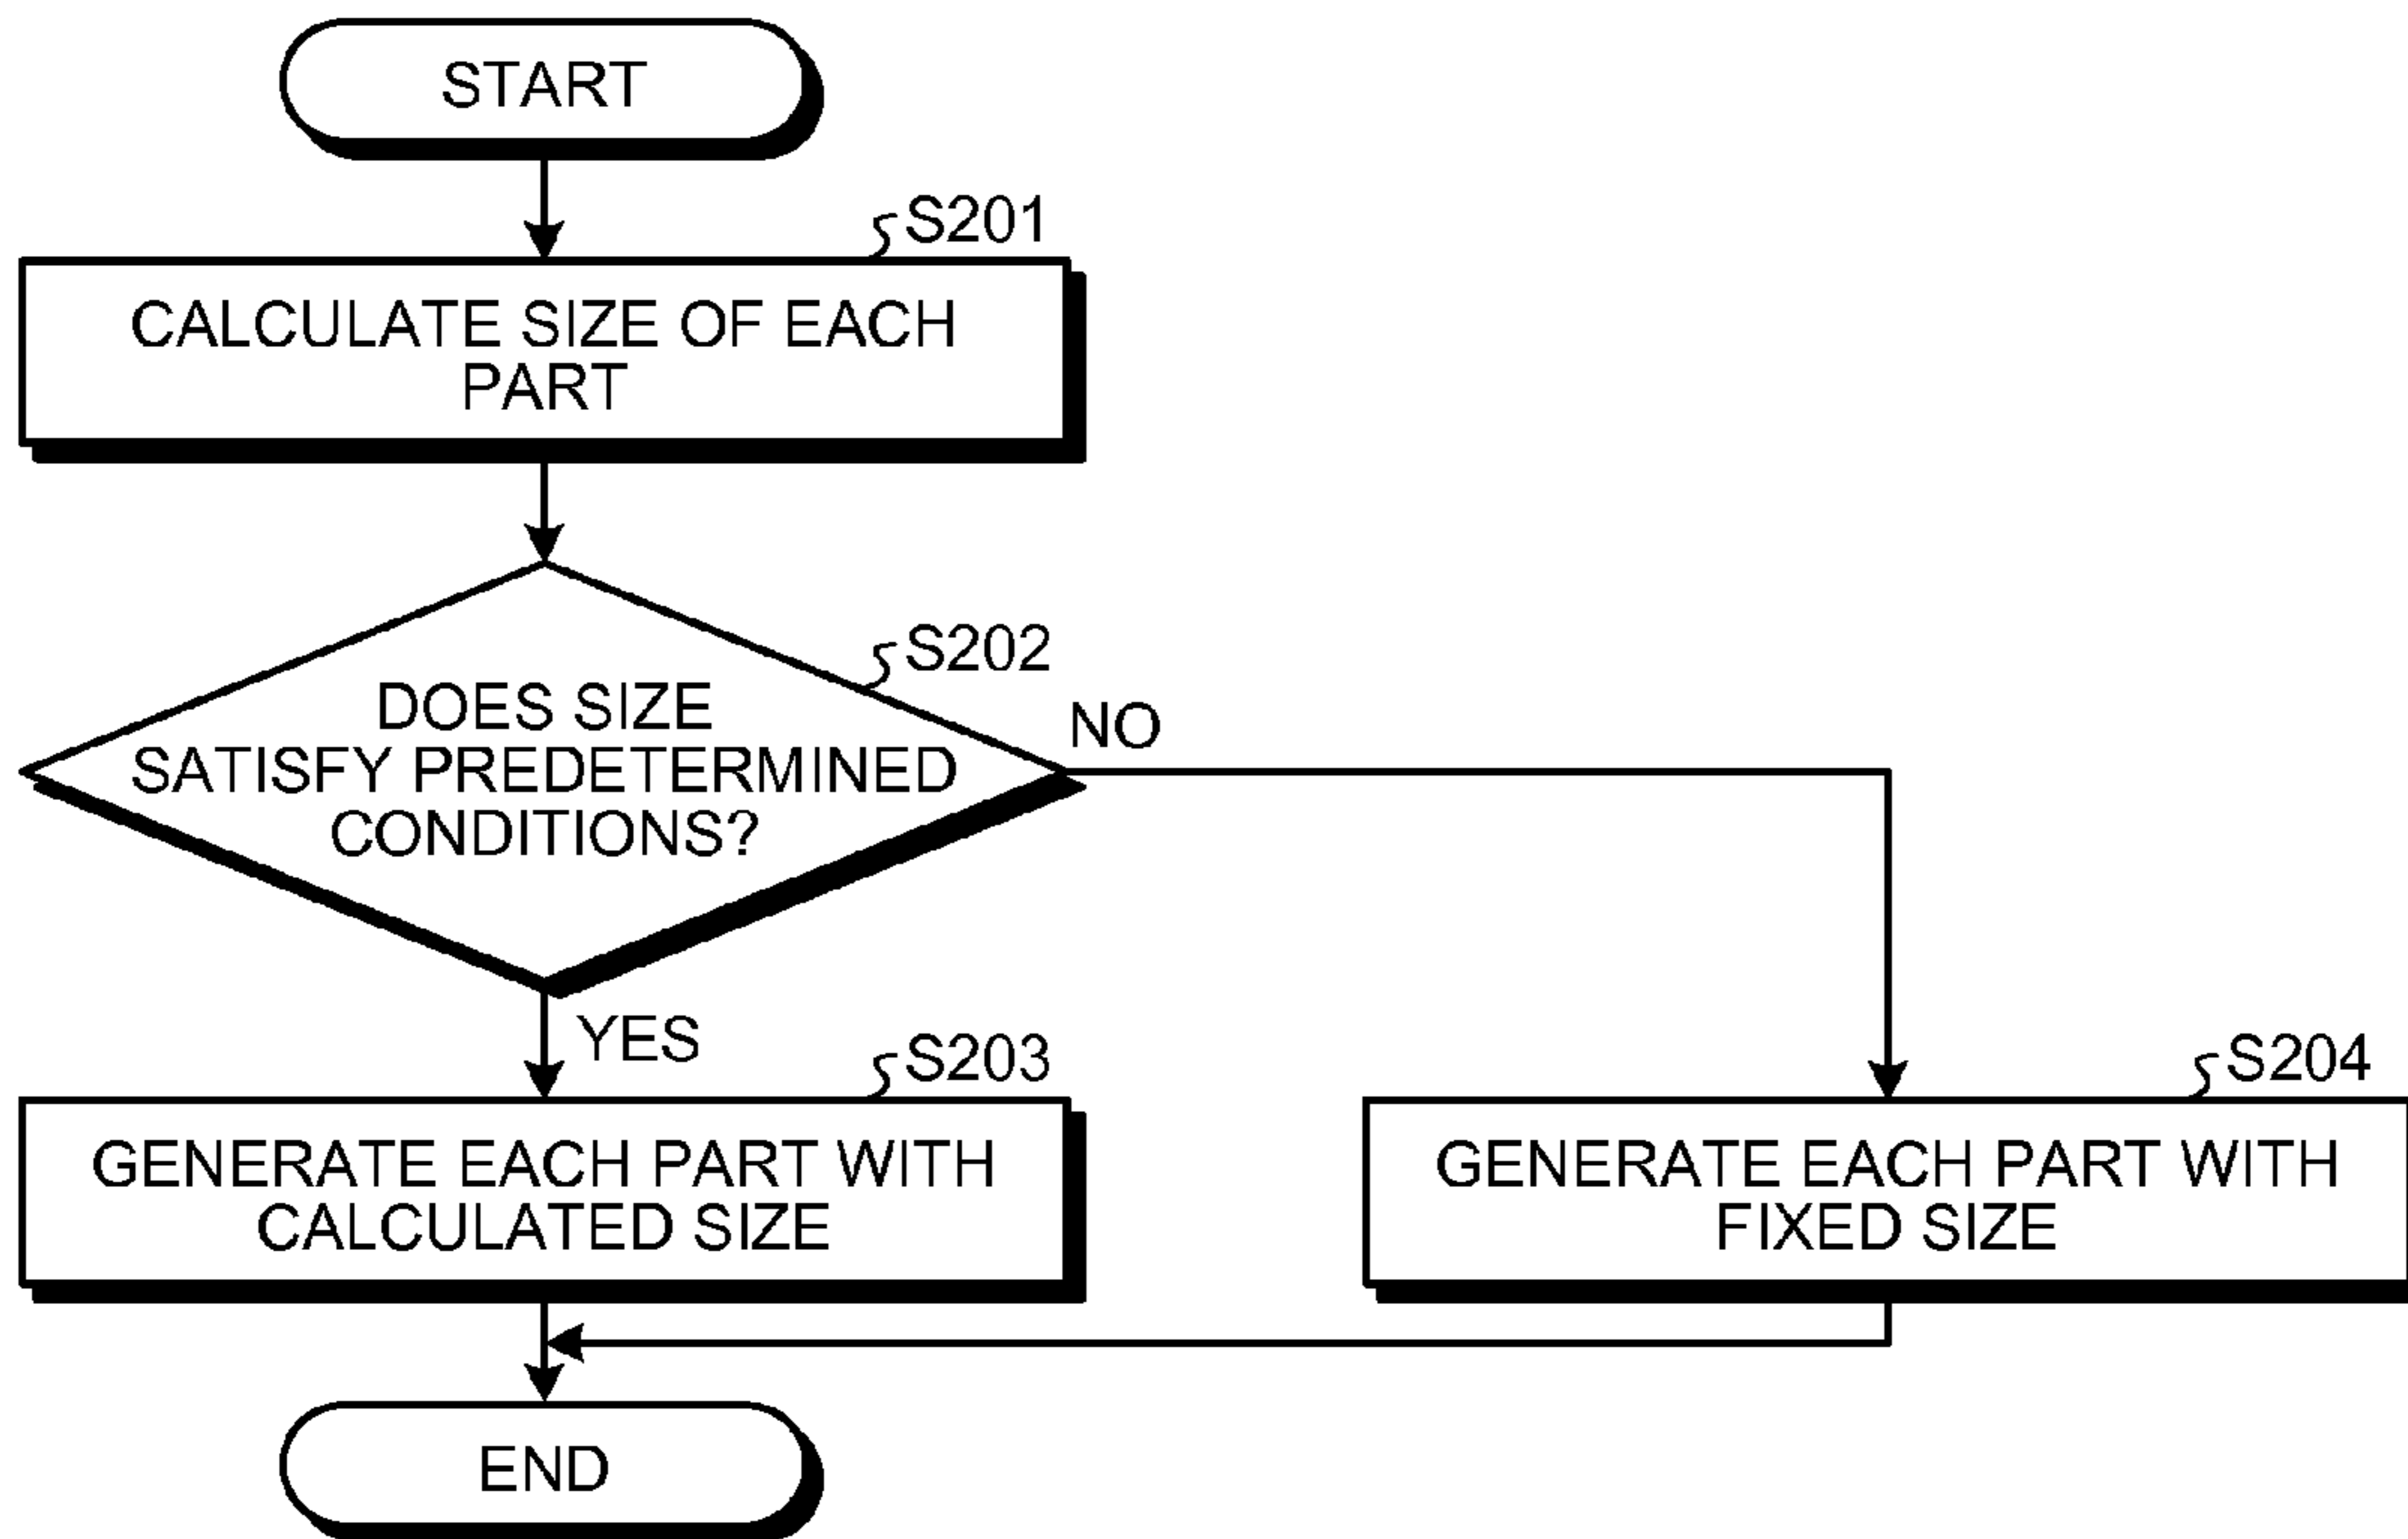 START
S201
CALCULATE SIZE OF EACH
PART
S202
DOES SIZE
SATISFY PREDETERMINED
CONDITIONS?
NO
YES
S203
GENERATE EACH PART WITH
CALCULATED SIZE
S204
GENERATE EACH PART WITH
FIXED SIZE
END